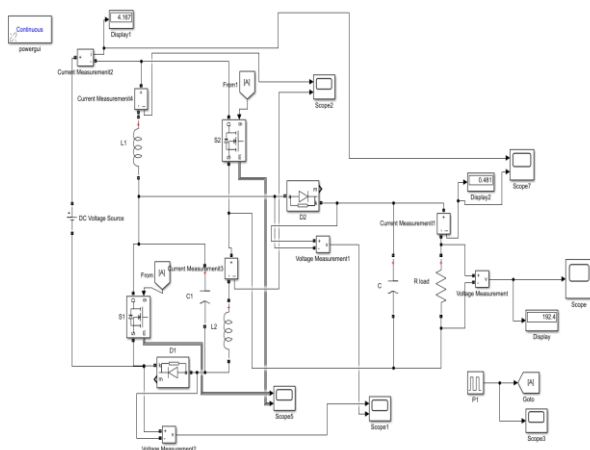 Continuous
powergui
4.167
Display1
Current Measurement2
Current Measurement4
L1
From1
[A]
S2
Scope2
D2
m
Scope7
0.481
Display2
Current Measurement1
DC Voltage Source
Voltage Measurement1
From
[A]
Current Measurement3
C1
L2
S1
D1
m
C
R load
Voltage Measurement
Scope
192.4
Display
Scope5
Scope1
Voltage Measurement2
P1
[A]
Goto
Scope3